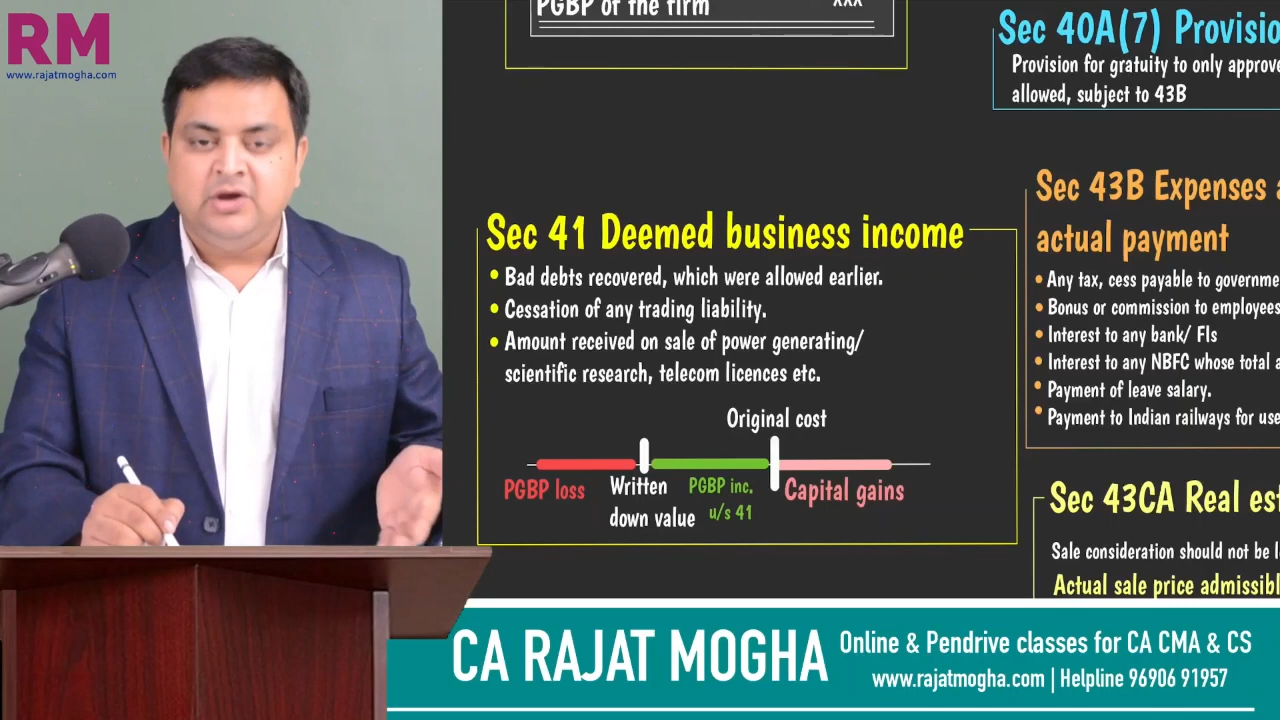 RM
www.rajatmogha.com
PGBP of the firm xxx
Sec 40A(7)
Provision for gratuity to only
allowed, subject to 43B
Sec 41 Deemed business income
• Bad debts recovered, which were allowed earlier.
• Cessation of any trading liability.
• Amount received on sale of power generating/
scientific research, telecom licences etc.
Original cost
PGBP loss
Written
down value
PGBP inc.
u/s 41
Capital gains
Sec 43B Expenses
actual payment
• Any tax, cess payable to
• Bonus or commission to employees
• Interest to any bank/ FIs
• Interest to any NBFC whose total
• Payment of leave salary.
• Payment to Indian railways for
Sec 43CA Real
Sale consideration should not be
Actual sale price
CA RAJAT MOGHA
Online & Pendrive classes for CA CMA & CS
www.rajatmogha.com | Helpline 96906 91957